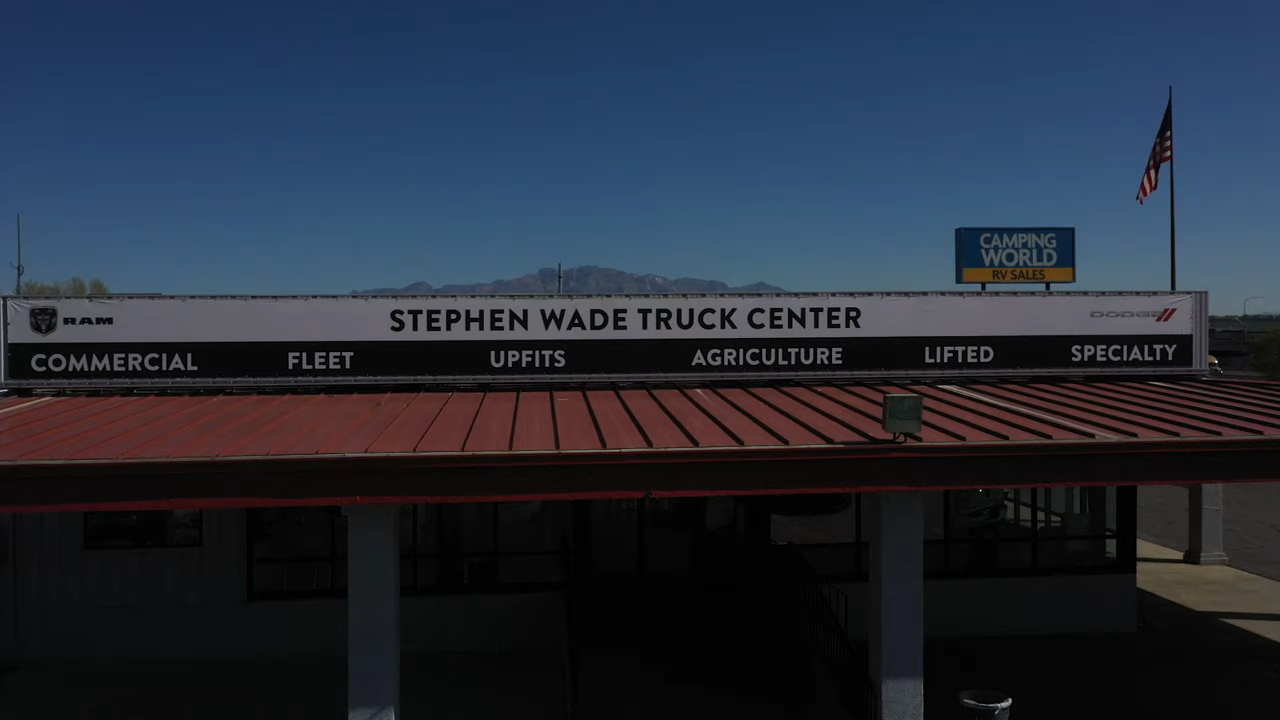 CAMPING
WORLD
RV SALES
RAM
STEPHEN WADE TRUCK CENTER
DODGE
COMMERCIAL FLEET UPFITS AGRICULTURE LIFTED SPECIALTY